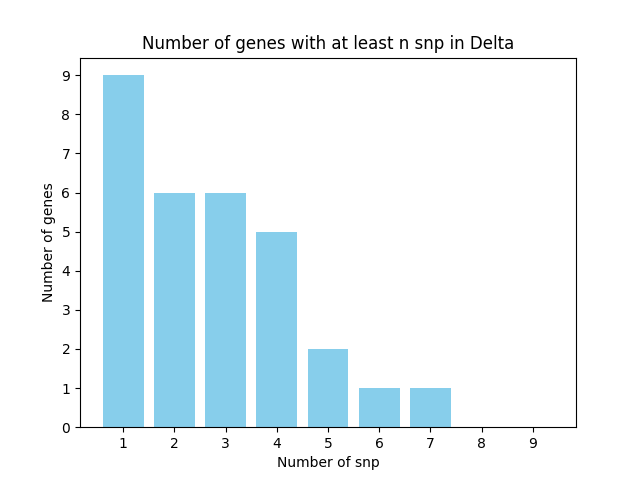 Number of genes with at least n snp in Delta
Number of genes
9
8
7
6
5
4
3
2
1
0
1 2 3 4 5 6 7 8 9
Number of snp